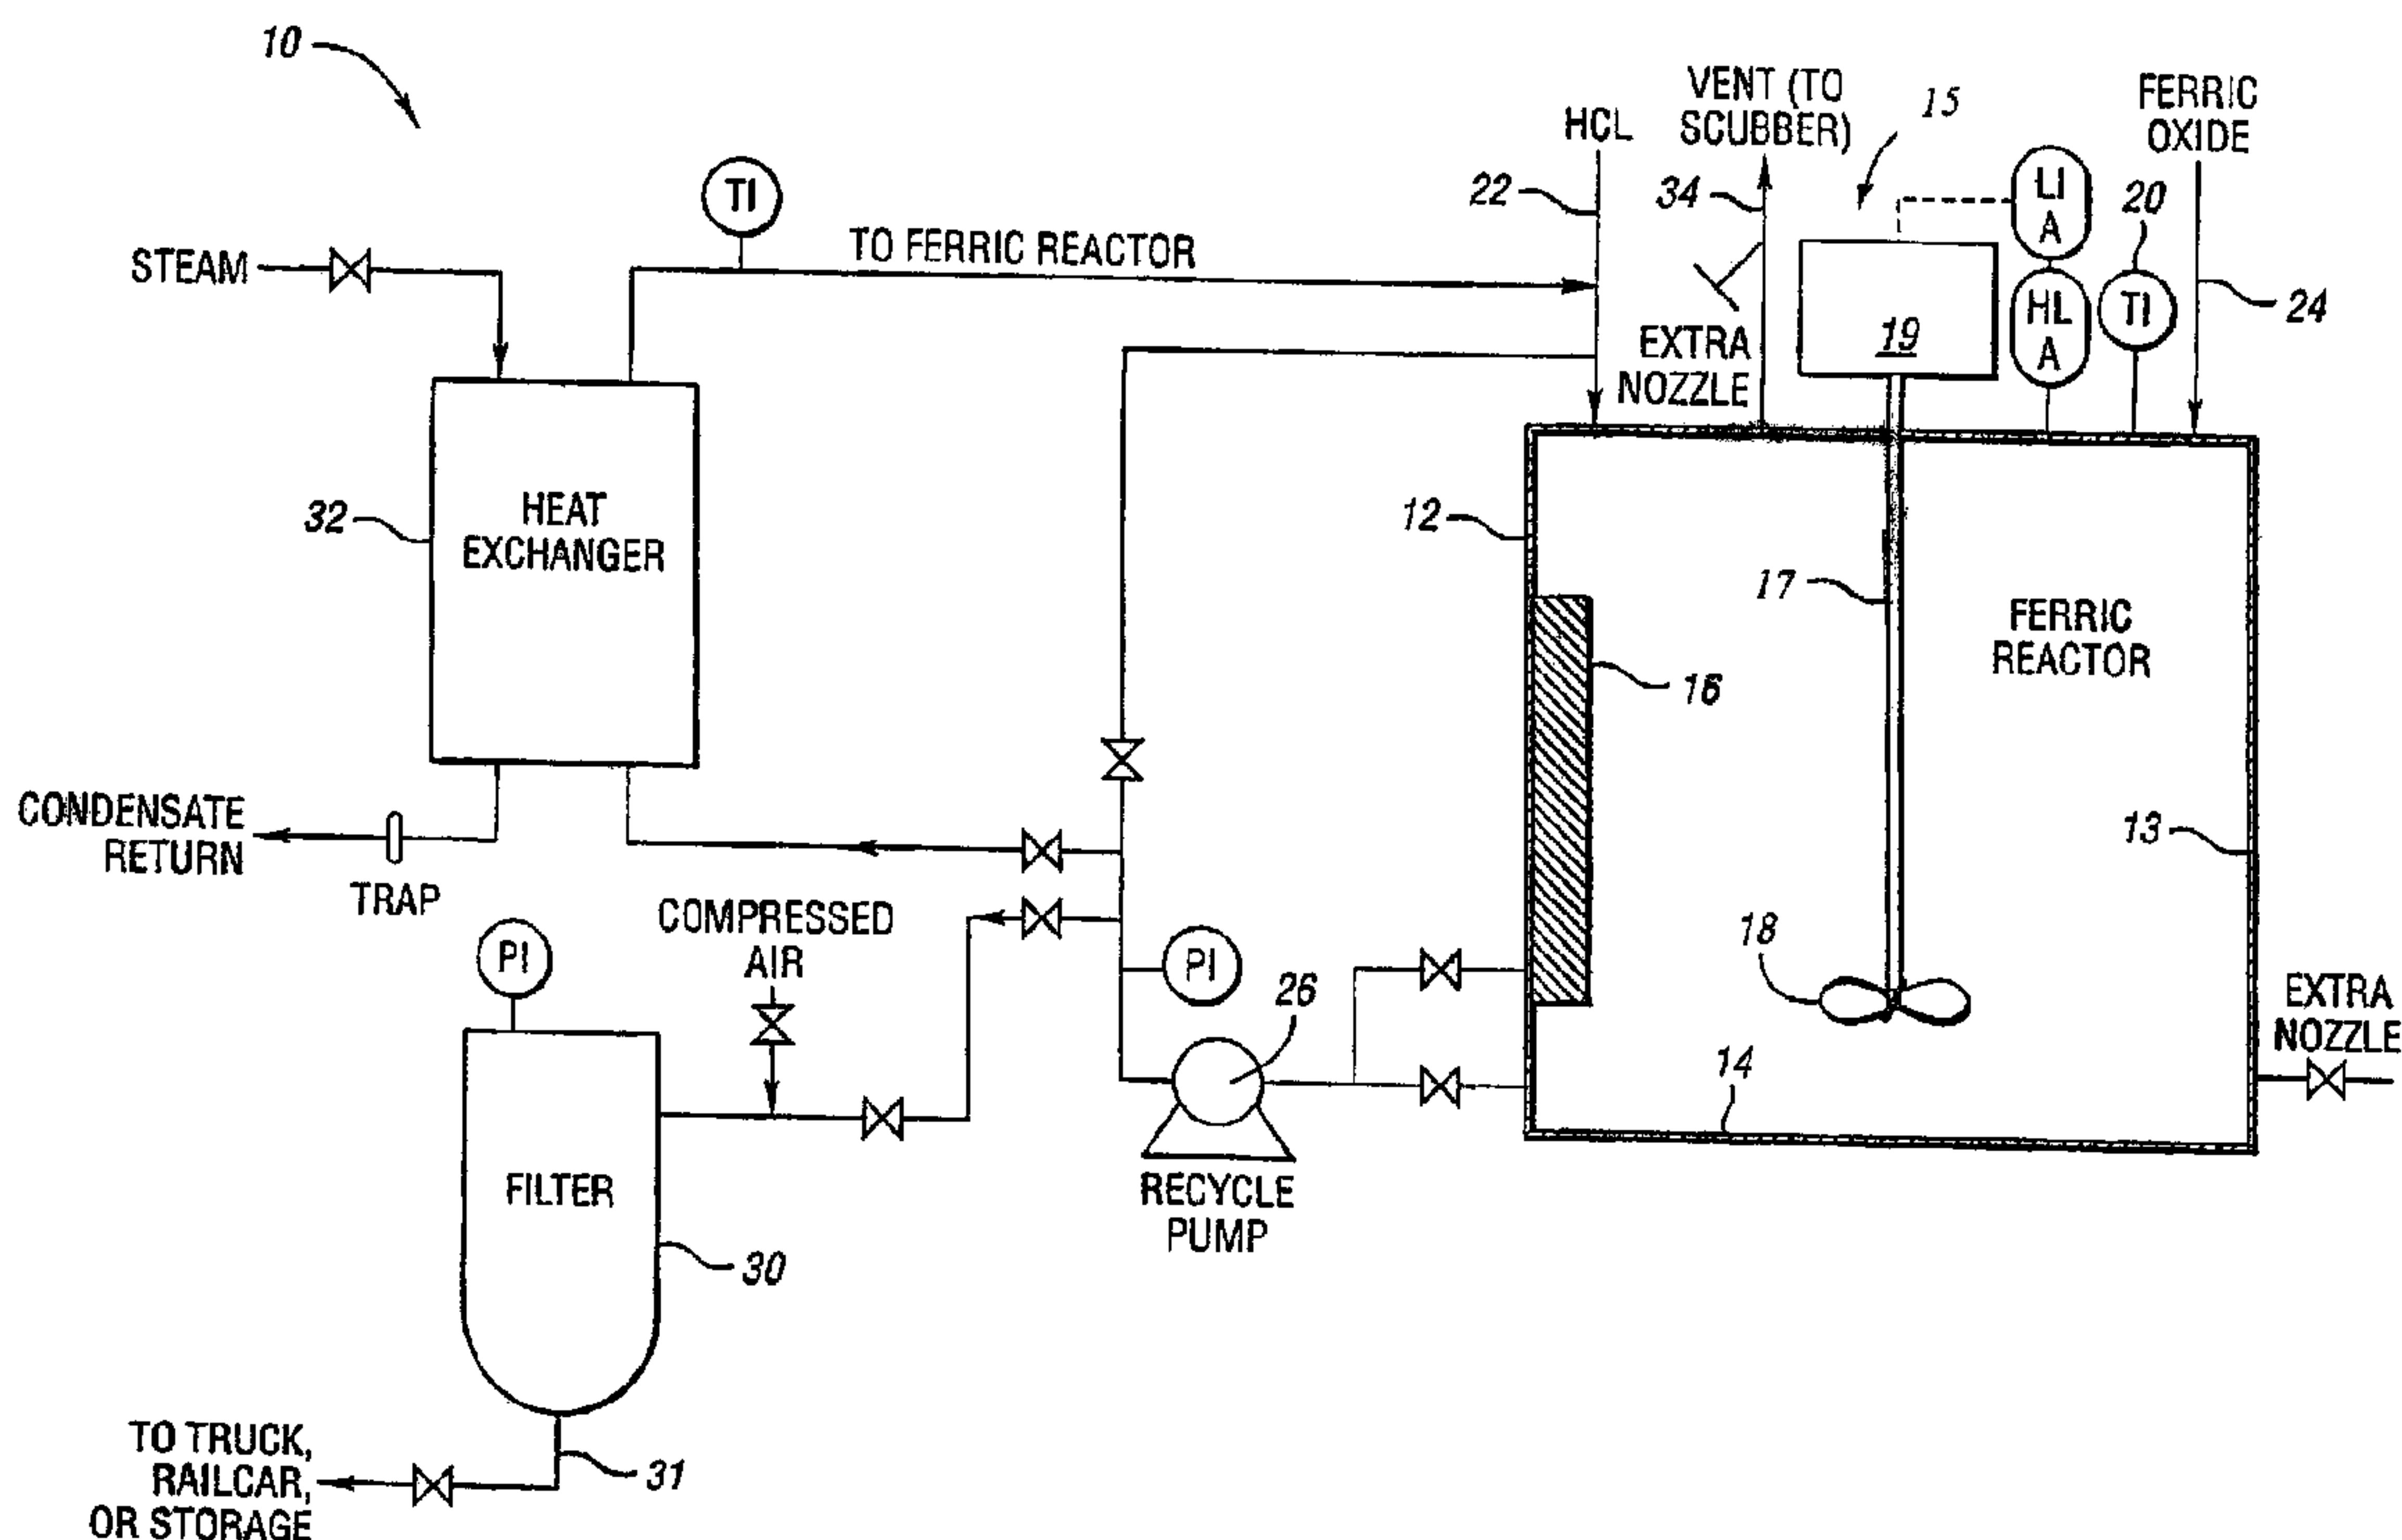 10
HCL
VENT (TO
SCUBBER)
15
FERRIC
OXIDE
TI
22
34
LI
A
20
STEAM
TO FERRIC REACTOR
EXTRA
NOZZLE
19
HL
A
TI
24
32
HEAT
EXCHANGER
12
17
FERRIC
REACTOR
16
CONDENSATE
RETURN
TRAP
13
COMPRESSED
AIR
PI
PI
26
18
EXTRA
NOZZLE
14
FILTER
RECYCLE
PUMP
30
TO TRUCK,
RAILCAR,
OR STORAGE
31